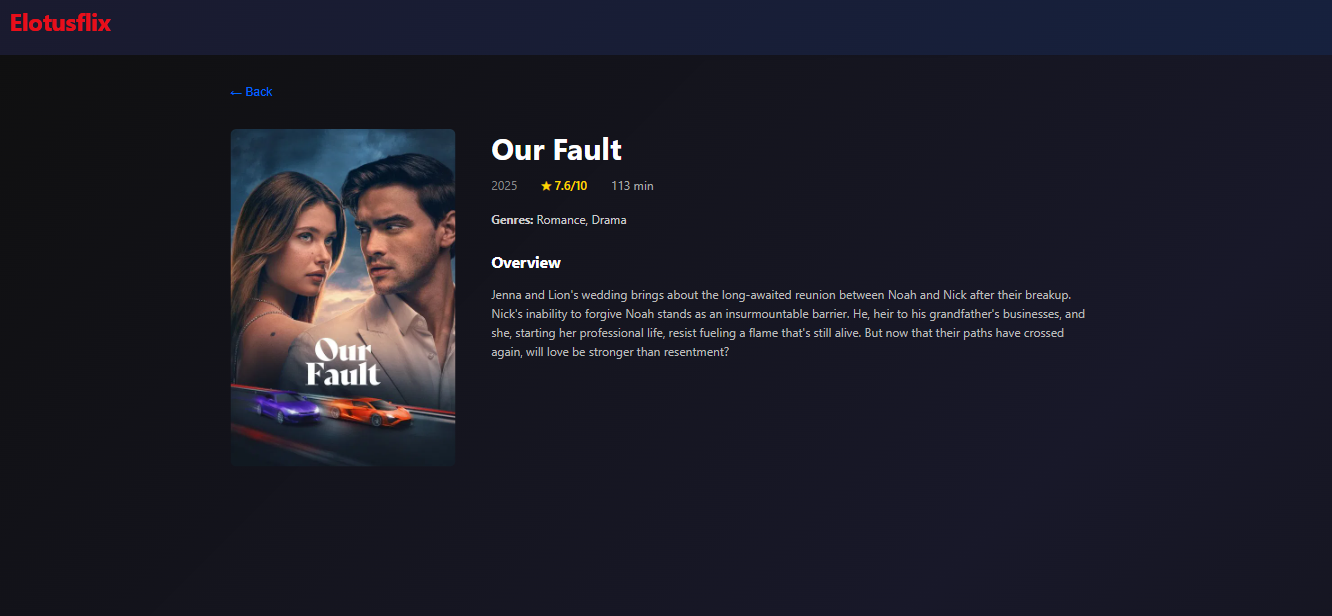 Elotusflix
← Back
Our Fault
2025 ★ 7.6/10 113 min
Genres: Romance, Drama
Overview
Jenna and Lion's wedding brings about the long-awaited reunion between Noah and Nick after their breakup.
Nick's inability to forgive Noah stands as an insurmountable barrier. He, heir to his grandfather's businesses, and
she, starting her professional life, resist fueling a flame that's still alive. But now that their paths have crossed
again, will love be stronger than resentment?
Our
Fault